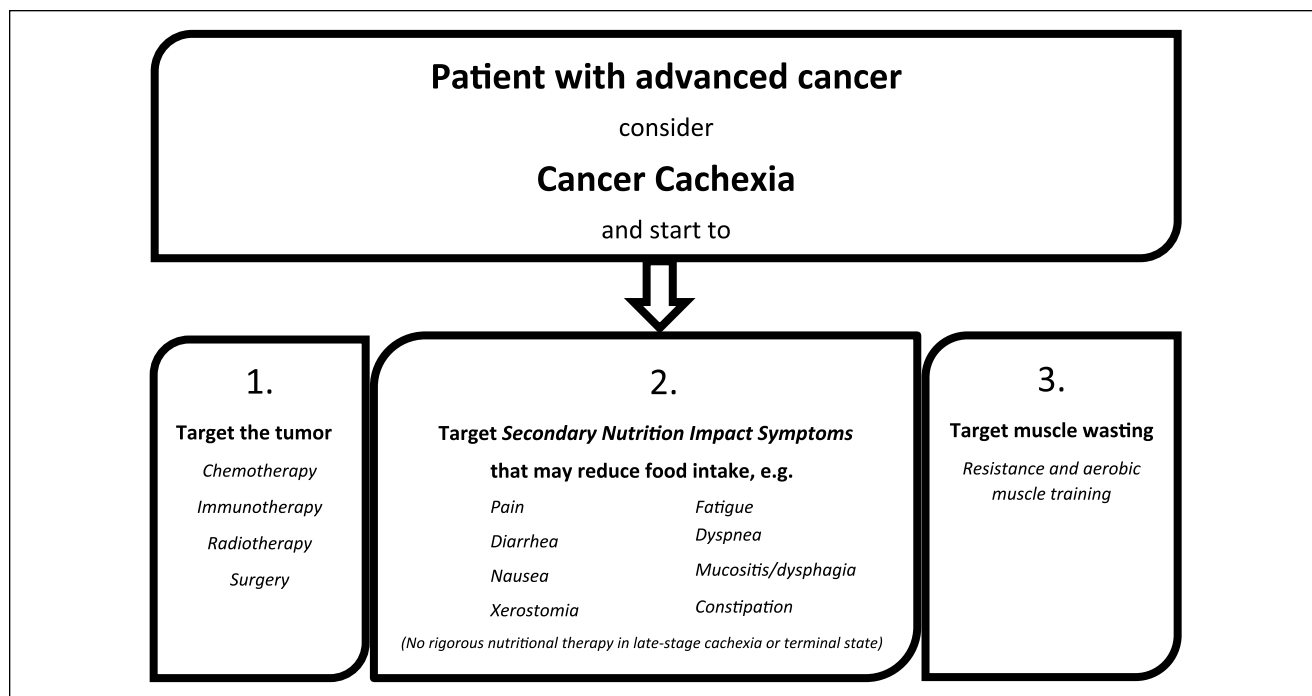 Patient with advanced cancer
consider
Cancer Cachexia
and start to
1.
Target the tumor
Chemotherapy
Immunotherapy
Radiotherapy
Surgery
2.
Target Secondary Nutrition Impact Symptoms
that may reduce food intake, e.g.
Pain
Diarrhea
Nausea
Xerostomia
Fatigue
Dyspnea
Mucositis/dysphagia
Constipation
(No rigorous nutritional therapy in late-stage cachexia or terminal state)
3.
Target muscle wasting
Resistance and aerobic
muscle training